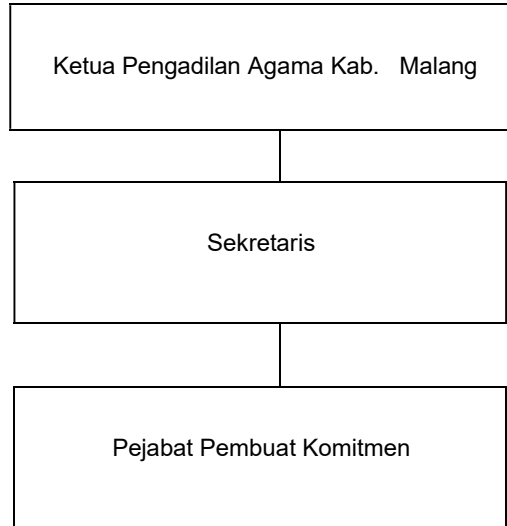 Ketua Pengadilan Agama Kab. Malang
Sekretaris
Pejabat Pembuat Komitmen